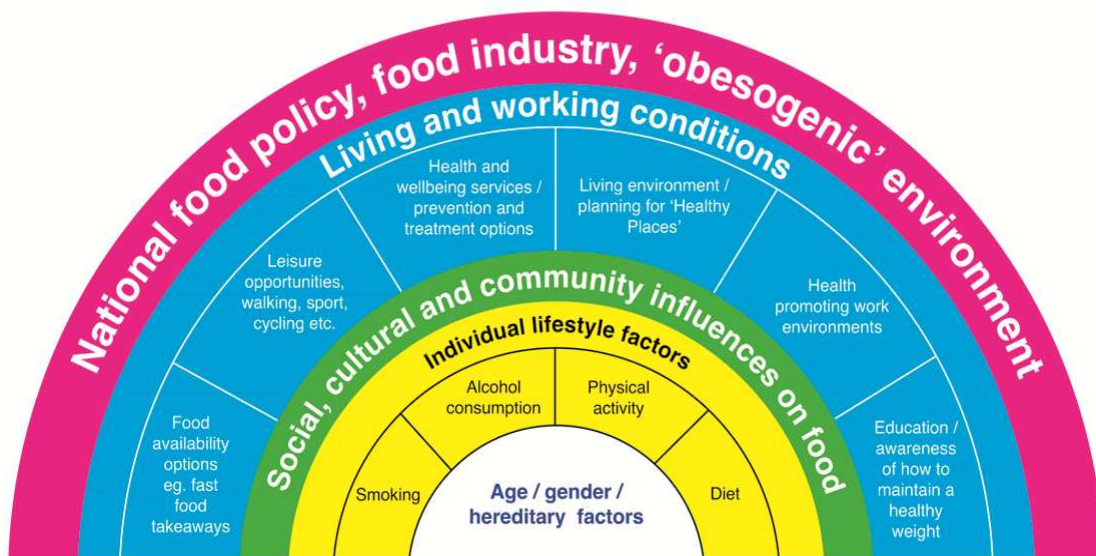 National food policy, food industry, ‘obesogenic’ environment
Living and working conditions
Food
availability
options
eg. fast
food
takeaways
Leisure
opportunities,
walking, sport,
cycling etc.
Health and
wellbeing services /
prevention and
treatment options
Living environment /
planning for ‘Healthy
Places’
Health
promoting work
environments
Education /
awareness
of how to
maintain a
healthy
weight
Social, cultural and community influences on food
Individual lifestyle factors
Smoking
Alcohol
consumption
Physical
activity
Diet
Age / gender /
hereditary factors